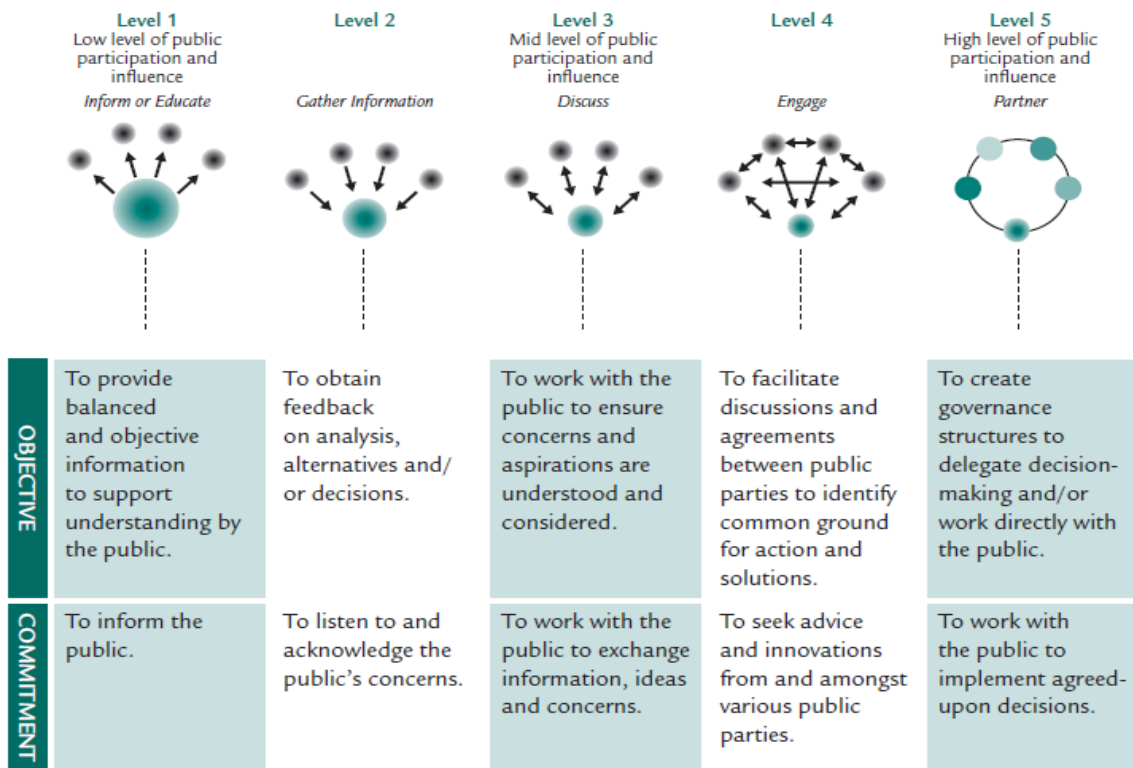 Level 1
Low level of public
participation and
influence
Inform or Educate
Level 2
Gather Information
Level 3
Mid level of public
participation and
influence
Discuss
Level 4
Engage
Level 5
High level of public
participation and
influence
Partner
OBJECTIVE
To provide
balanced
and objective
information
to support
understanding by
the public.
To obtain
feedback
on analysis,
alternatives and/
or decisions.
To work with the
public to ensure
concerns and
aspirations are
understood and
considered.
To facilitate
discussions and
agreements
between public
parties to identify
common ground
for action and
solutions.
To create
governance
structures to
delegate decision-
making and/or
work directly with
the public.
COMMITMENT
To inform the
public.
To listen to and
acknowledge the
public's concerns.
To work with the
public to exchange
information, ideas
and concerns.
To seek advice
and innovations
from and amongst
various public
parties.
To work with
the public to
implement agreed-
upon decisions.